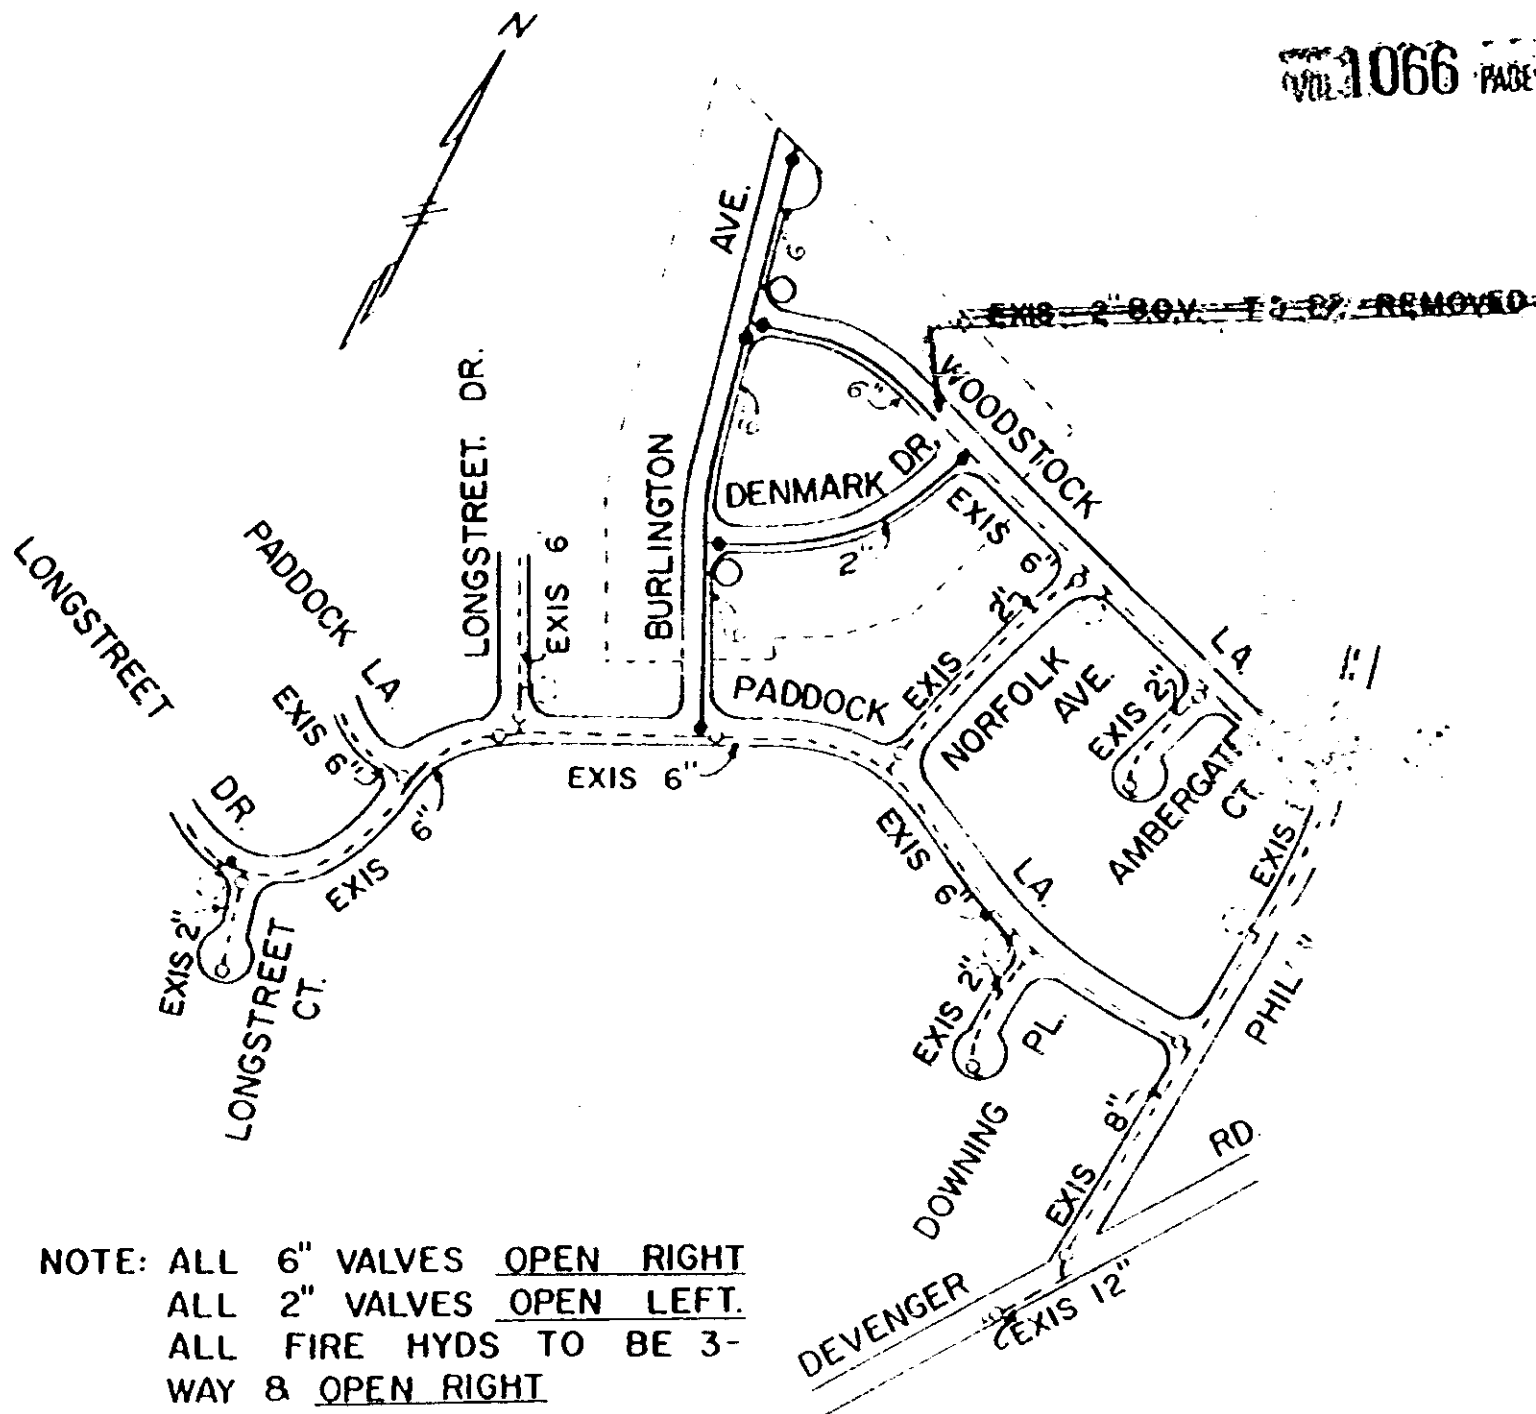 N
VOL 1066 PAGE
AVE.
6"
EXIS 2" B.O.V. TO BE REMOVED
LONGSTREET DR.
6"
6"
WOODSTOCK
LA.
BURLINGTON
DENMARK DR.
2"
EXIS 6"
EXIS 6
PADDOCK LA.
LONGSTREET
DR.
EXIS 6"
EXIS 6"
EXIS 6"
PADDOCK
LA.
EXIS 2"
NORFOLK
AVE.
EXIS 2"
AMBERGATE
CT.
EXIS
PHIL
EXIS 6"
EXIS 2"
LONGSTREET
CT.
EXIS 2"
DOWNING
PL.
EXIS 8"
DEVENGER
RD.
EXIS 12"
NOTE: ALL 6" VALVES OPEN RIGHT
ALL 2" VALVES OPEN LEFT.
ALL FIRE HYDS TO BE 3-
WAY & OPEN RIGHT